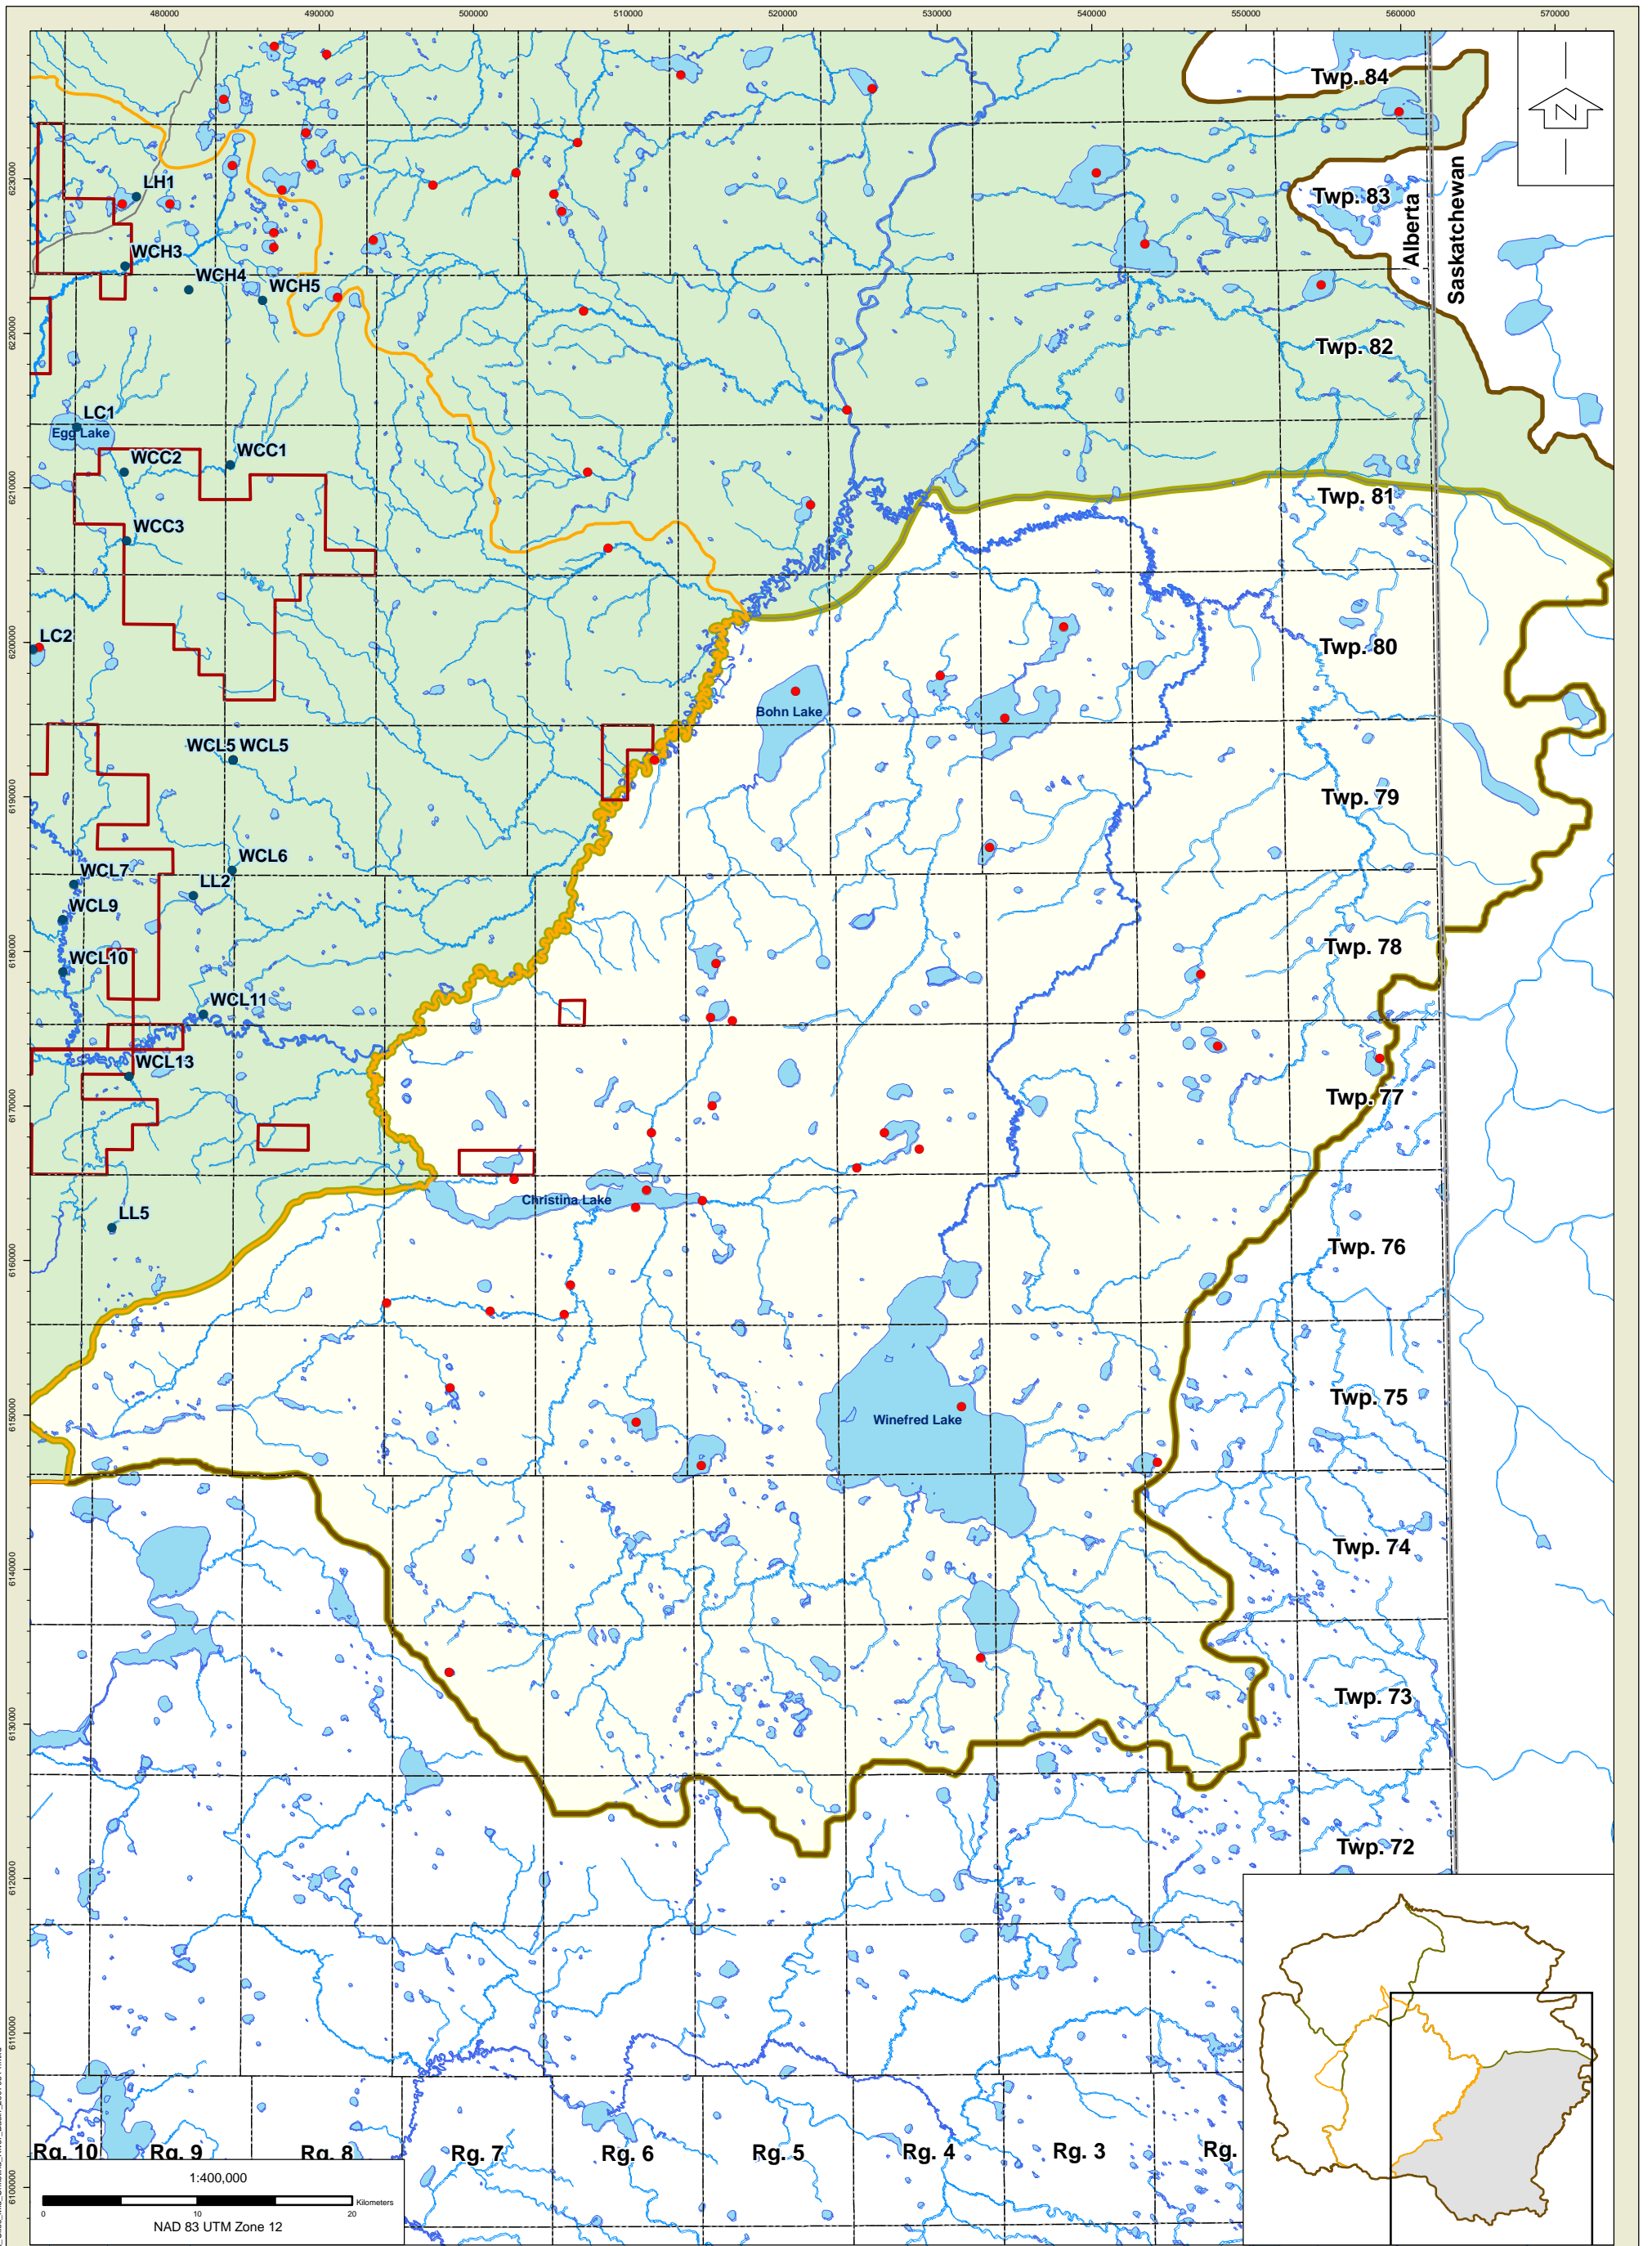 480000 490000 500000 510000 520000 530000 540000 550000 560000 570000
Twp. 84
N
6230000
LH1
Twp. 83
Alberta
Saskatchewan
WCH3
WCH4
WCH5
6220000
Twp. 82
LC1
Egg Lake
WCC2
WCC1
6210000
Twp. 81
WCC3
LC2
6200000
Twp. 80
Bohn Lake
WCL5 WCL5
6190000
Twp. 79
WCL6
WCL7
LL2
WCL9
6180000
Twp. 78
WCL10
WCL11
WCL13
6170000
Twp. 77
Christina Lake
LL5
6160000
Twp. 76
Twp. 75
6150000
Winefred Lake
Twp. 74
6140000
Twp. 73
6130000
Twp. 72
6120000
6110000
Rg. 10 Rg. 9 Rg. 8 Rg. 7 Rg. 6 Rg. 5 Rg. 4 Rg. 3 Rg.
6100000
1:400,000
Kilometers
0 10 20
NAD 83 UTM Zone 12